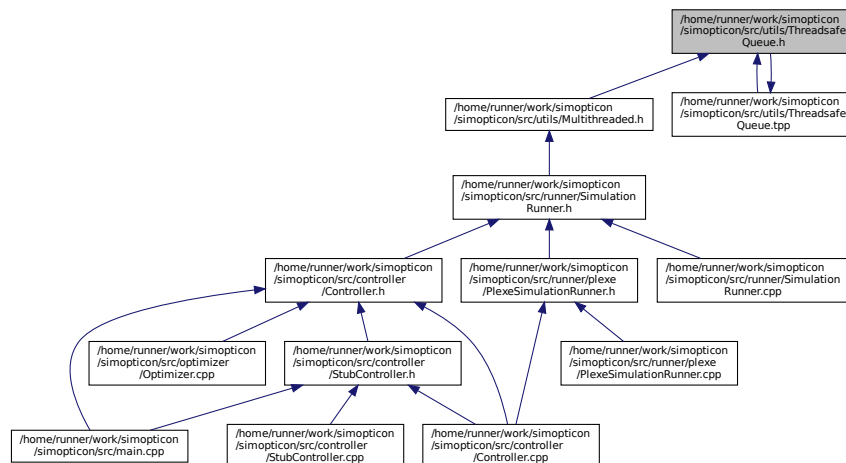 /home/runner/work/simopticon
/simopticon/src/utils/Threadsafe
Queue.h
/home/runner/work/simopticon
/simopticon/src/utils/Multithreaded.h
/home/runner/work/simopticon
/simopticon/src/utils/Threadsafe
Queue.tpp
/home/runner/work/simopticon
/simopticon/src/runner/Simulation
Runner.h
/home/runner/work/simopticon
/simopticon/src/controller
/Controller.h
/home/runner/work/simopticon
/simopticon/src/runner/plexe
/PlexeSimulationRunner.h
/home/runner/work/simopticon
/simopticon/src/runner/Simulation
Runner.cpp
/home/runner/work/simopticon
/simopticon/src/optimizer
/Optimizer.cpp
/home/runner/work/simopticon
/simopticon/src/controller
/StubController.h
/home/runner/work/simopticon
/simopticon/src/runner/plexe
/PlexeSimulationRunner.cpp
/home/runner/work/simopticon
/simopticon/src/main.cpp
/home/runner/work/simopticon
/simopticon/src/controller
/StubController.cpp
/home/runner/work/simopticon
/simopticon/src/controller
/Controller.cpp